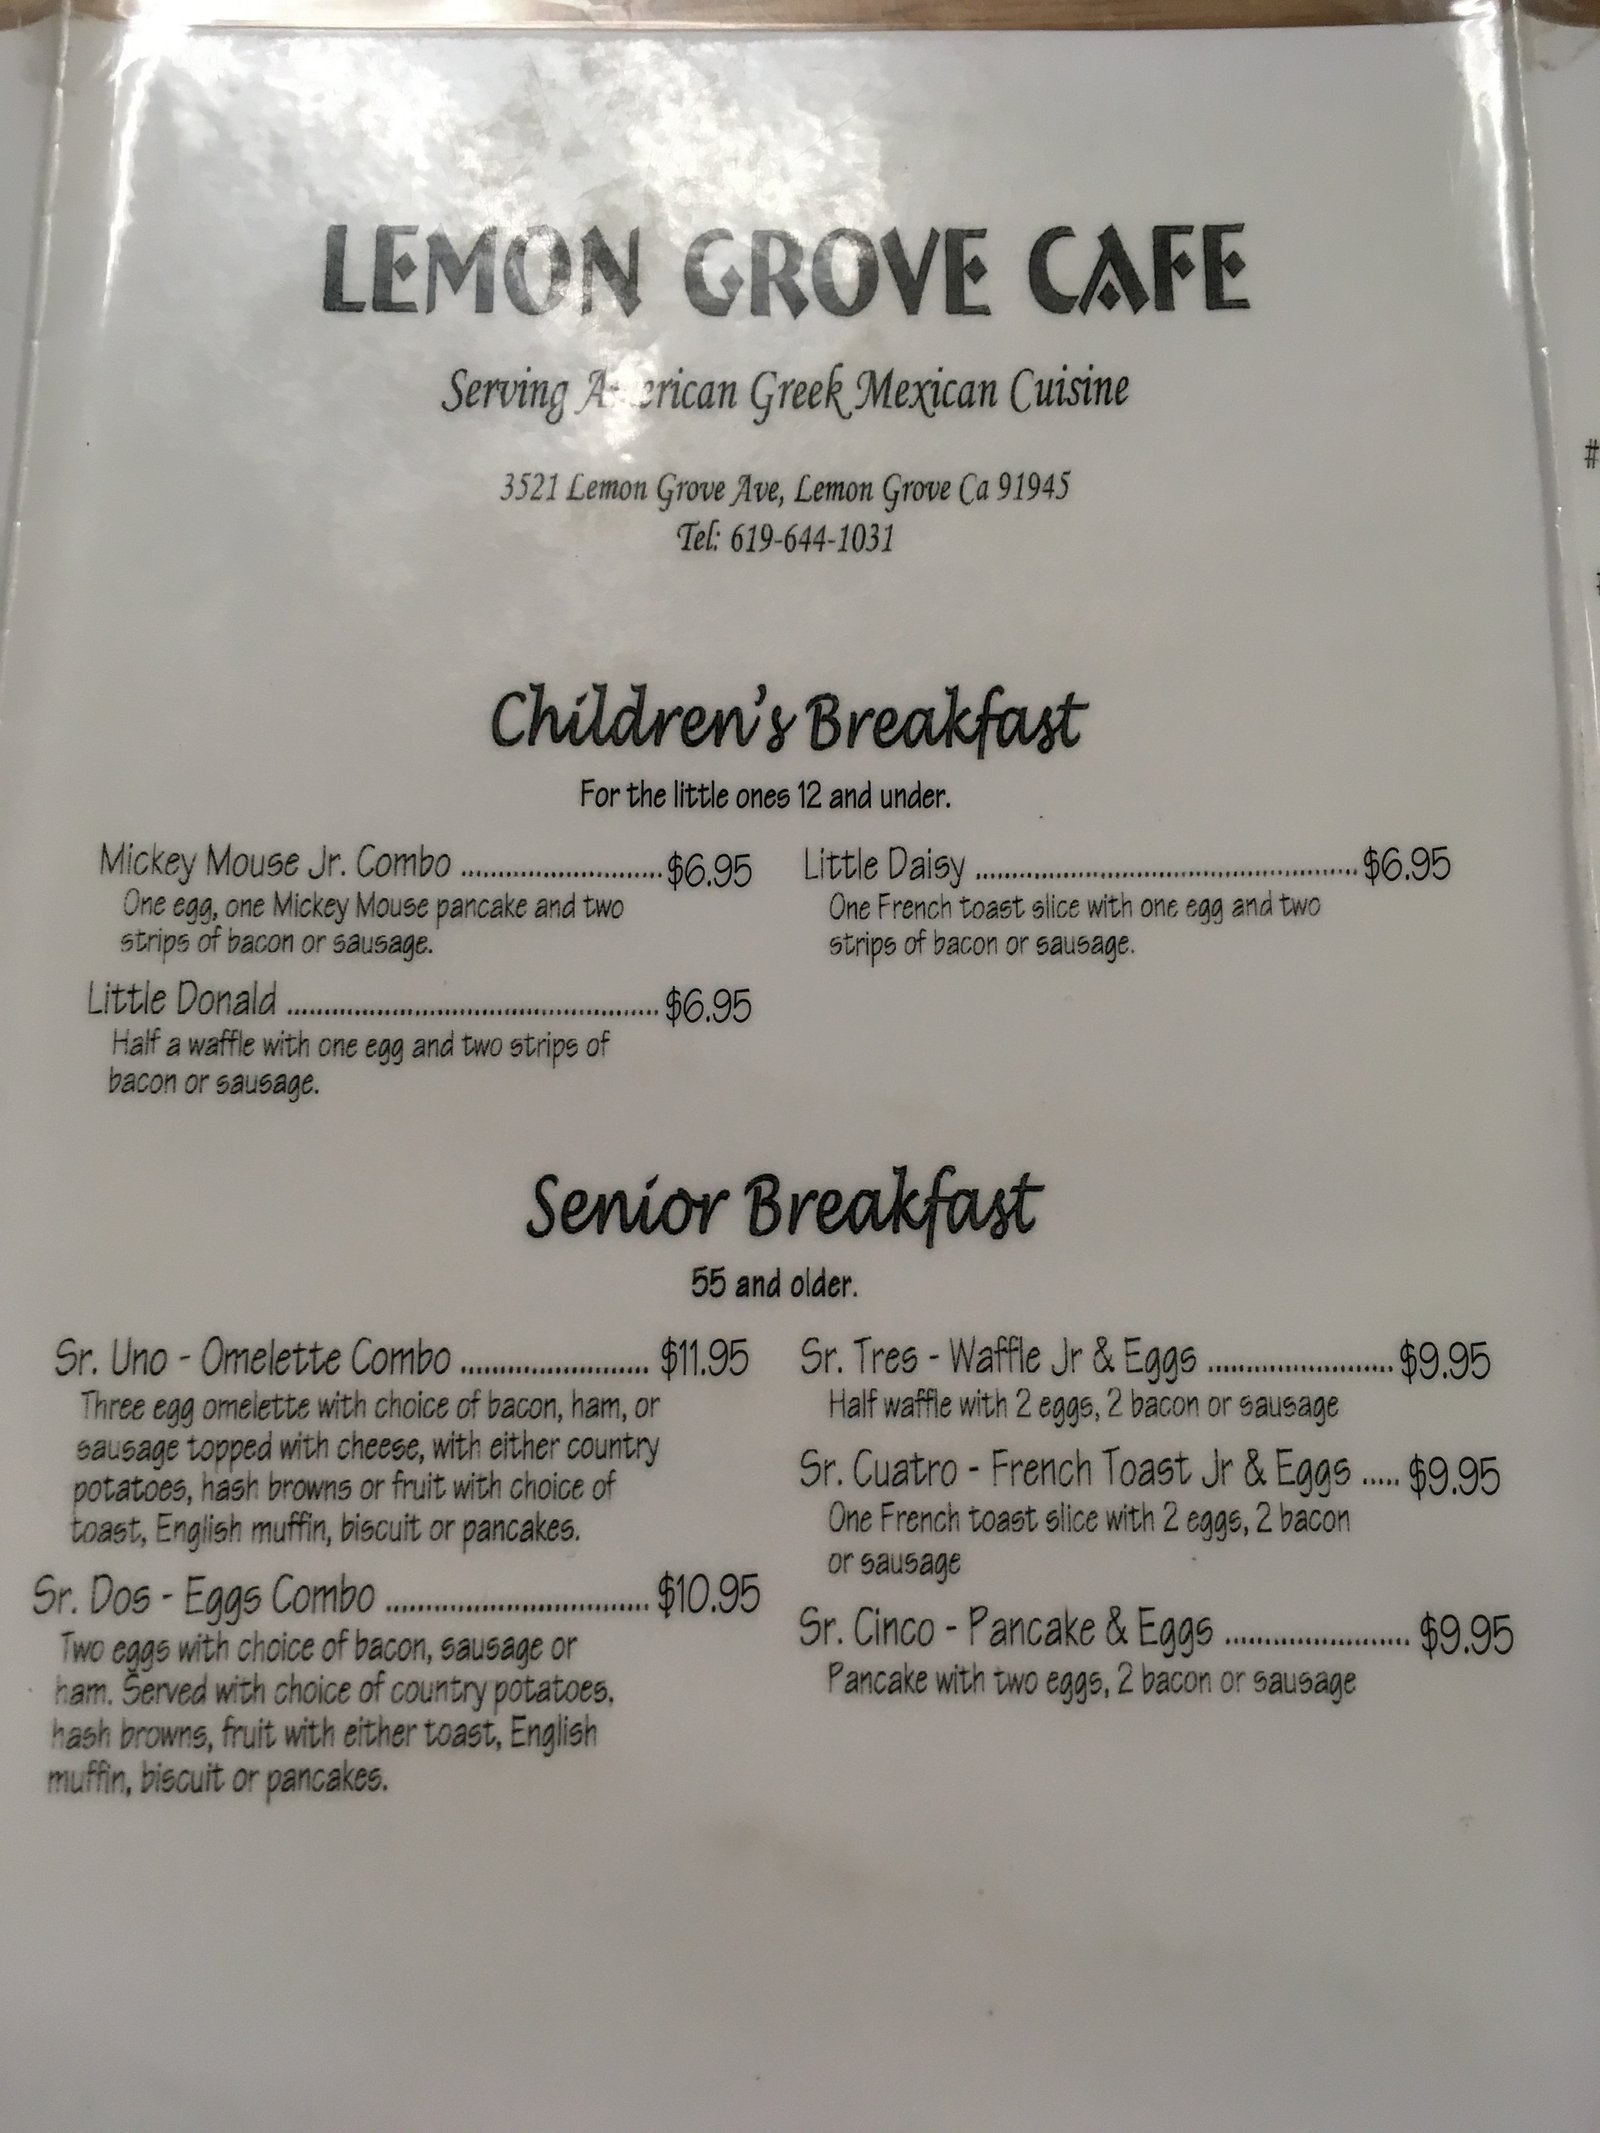 LEMON GROVE CAFE
Serving American Greek Mexican Cuisine
3521 Lemon Grove Ave, Lemon Grove Ca 91945
Tel: 619-644-1031
Children's Breakfast
For the little ones 12 and under.
Mickey Mouse Jr. Combo ........................... $6.95
One egg, one Mickey Mouse pancake and two
strips of bacon or sausage.
Little Donald .................................................. $6.95
Half a waffle with one egg and two strips of
bacon or sausage.
Little Daisy .................................................... $6.95
One French toast slice with one egg and two
strips of bacon or sausage.
Senior Breakfast
55 and older.
Sr. Uno - Omelette Combo ......................... $11.95
Three egg omelette with choice of bacon, ham, or
sausage topped with cheese, with either country
potatoes, hash browns or fruit with choice of
toast, English muffin, biscuit or pancakes.
Sr. Dos - Eggs Combo ................................. $10.95
Two eggs with choice of bacon, sausage or
ham. Served with choice of country potatoes,
hash browns, fruit with either toast, English
muffin, biscuit or pancakes.
Sr. Tres - Waffle Jr & Eggs ........................ $9.95
Half waffle with 2 eggs, 2 bacon or sausage
Sr. Cuatro - French Toast Jr & Eggs ..... $9.95
One French toast slice with 2 eggs, 2 bacon
or sausage
Sr. Cinco - Pancake & Eggs ....................... $9.95
Pancake with two eggs, 2 bacon or sausage
#